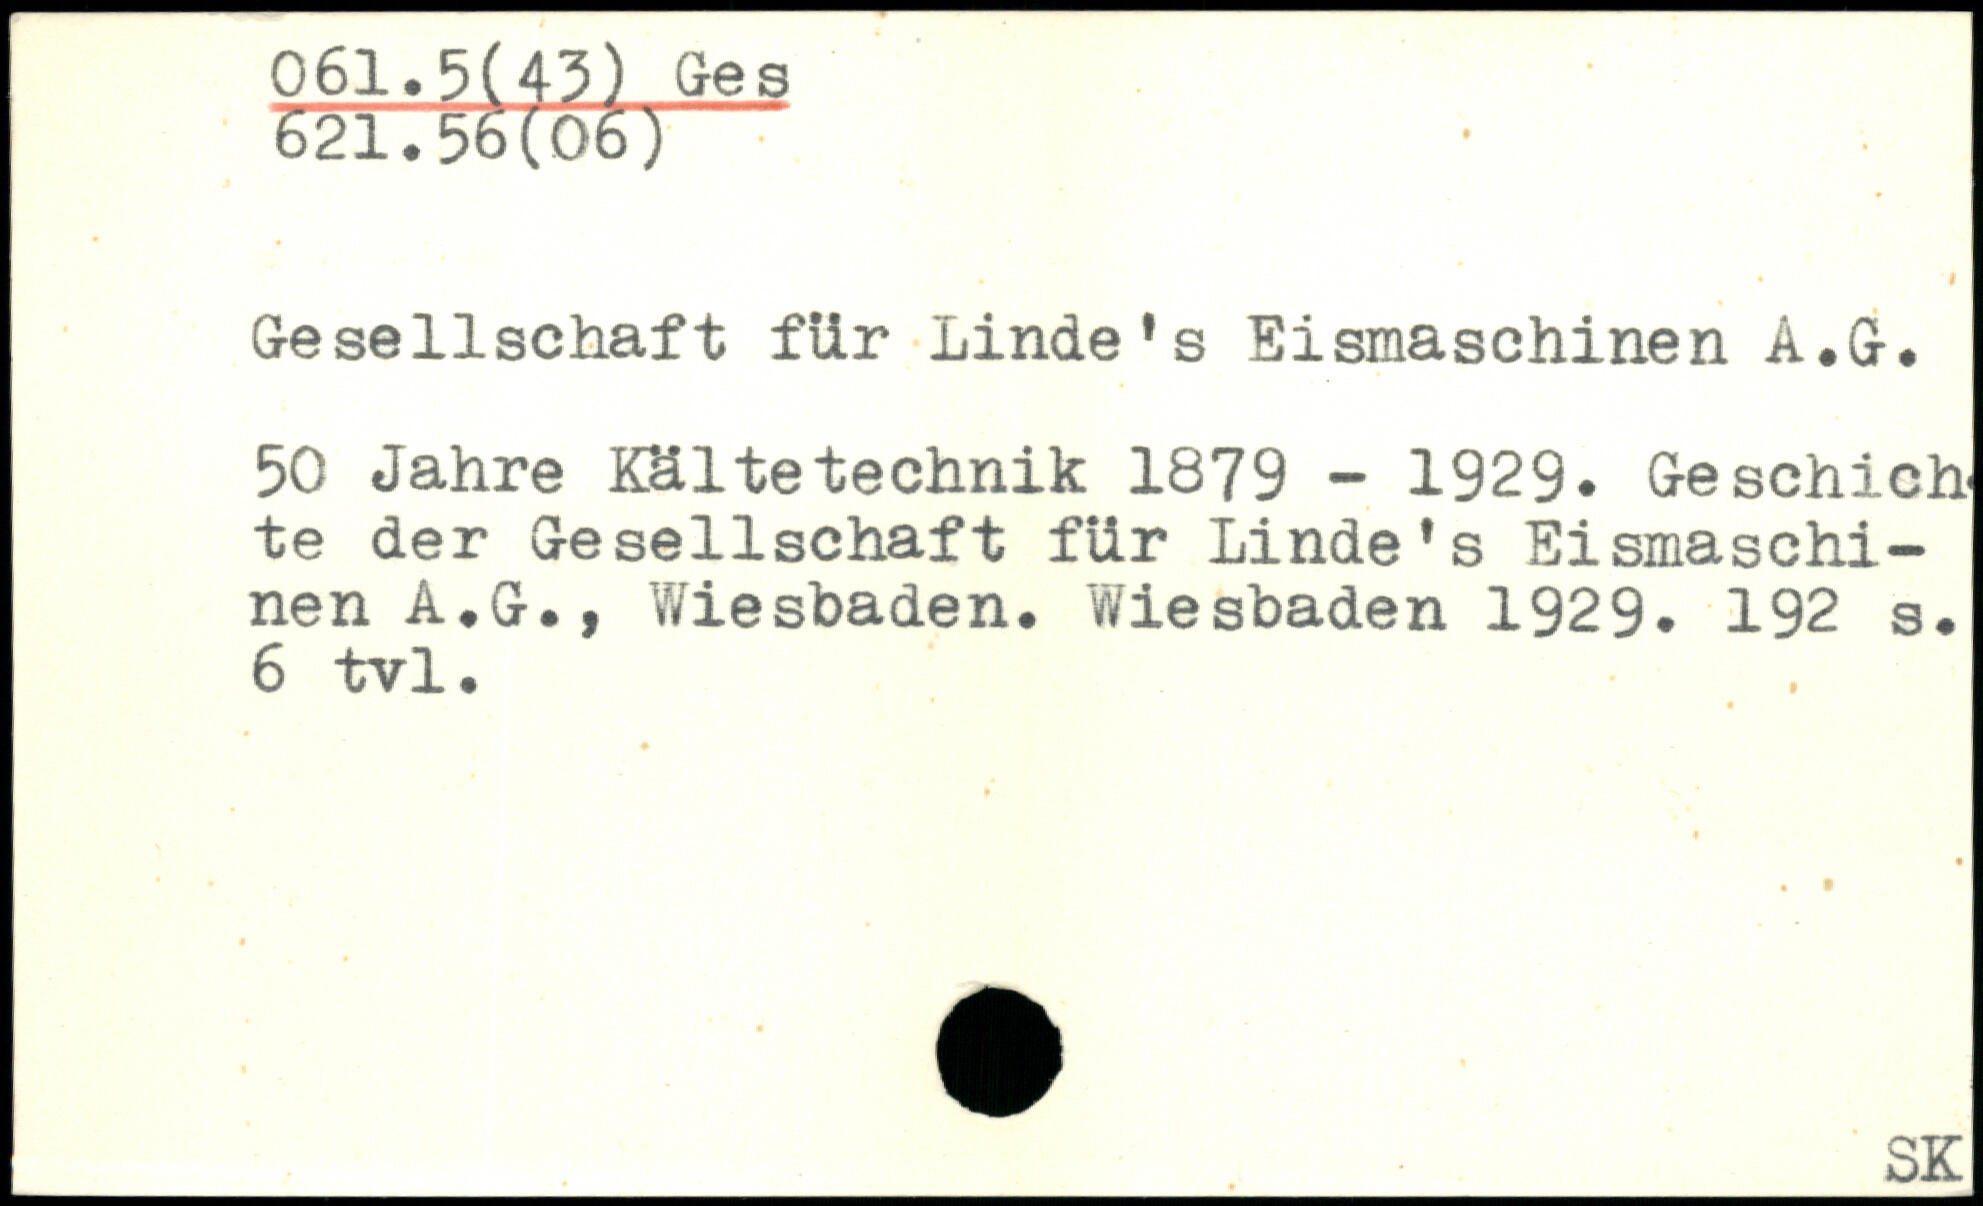 061.5(43) Ges
621.56(06)
Gesellschaft für Linde's Eismaschinen A.G.
50 Jahre Kältetechnik 1879 - 1929. Geschich-
te der Gesellschaft für Linde's Eismaschi-
nen A.G., Wiesbaden. Wiesbaden 1929. 192 s.
6 tvl.
SK